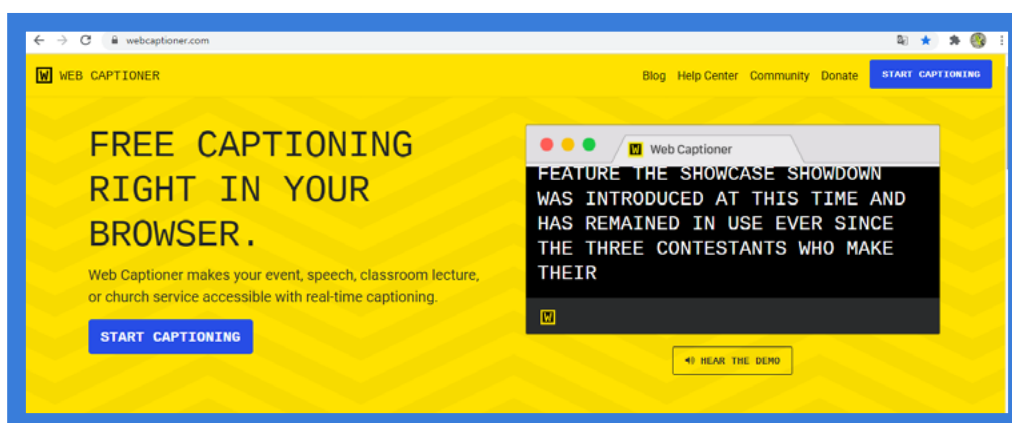 webcaptioner.com
W WEB CAPTIONER
Blog Help Center Community Donate START CAPTIONING
FREE CAPTIONING
RIGHT IN YOUR
BROWSER.
Web Captioner makes your event, speech, classroom lecture,
or church service accessible with real-time captioning.
START CAPTIONING
W Web Captioner
FEATURE THE SHOWCASE SHOWDOWN
WAS INTRODUCED AT THIS TIME AND
HAS REMAINED IN USE EVER SINCE
THE THREE CONTESTANTS WHO MAKE
THEIR
W
HEAR THE DEMO